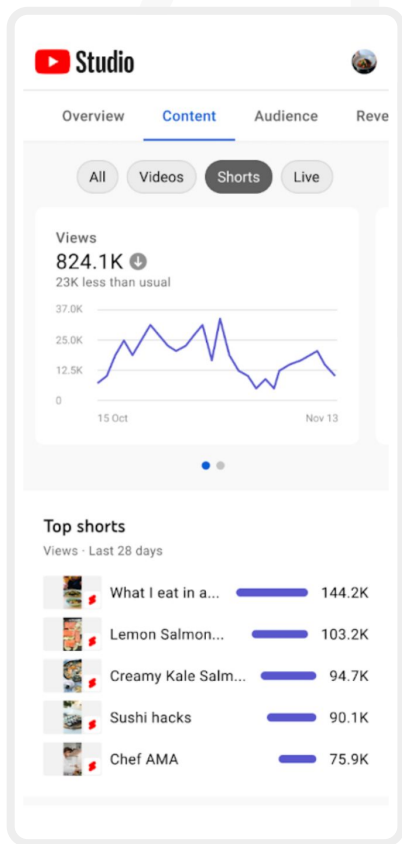 Studio
Overview Content Audience Reve
All Videos Shorts Live
Views
824.1K
23K less than usual
37.0K
25.0K
12.5K
0
15 Oct Nov 13
Top shorts
Views · Last 28 days
What I eat in a... 144.2K
Lemon Salmon... 103.2K
Creamy Kale Salm... 94.7K
Sushi hacks 90.1K
Chef AMA 75.9K